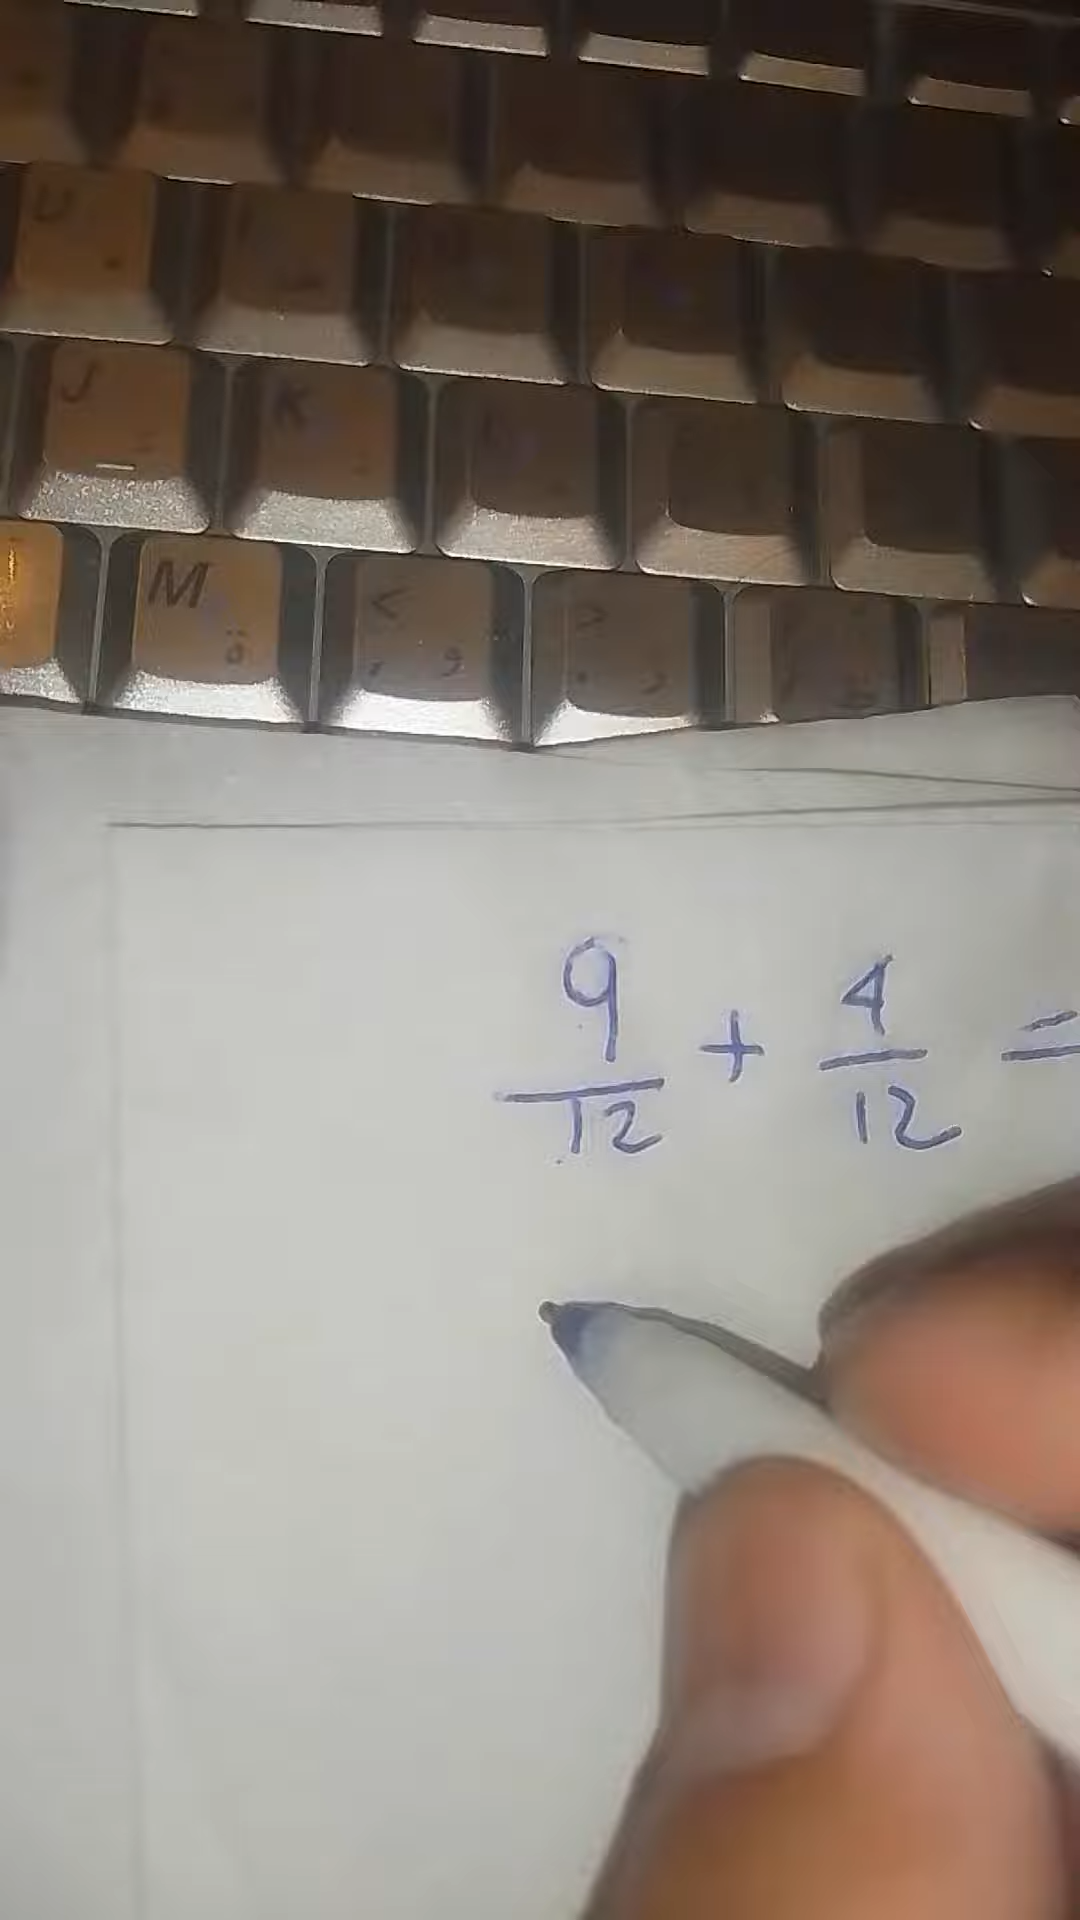 U
J K
M < >
, .
9/12 + 4/12 =